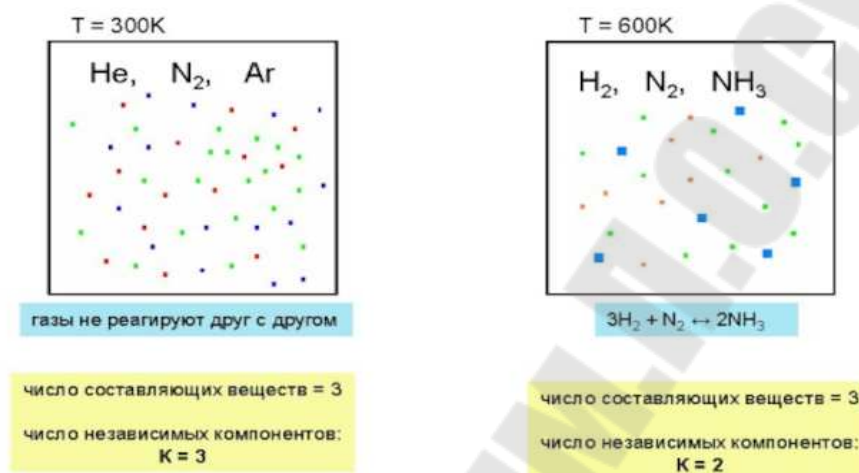 T = 300K
He, N₂, Ar
газы не реагируют друг с другом
число составляющих веществ = 3
число независимых компонентов:
K = 3
T = 600K
H₂, N₂, NH₃
3H₂ + N₂ ↔ 2NH₃
число составляющих веществ = 3
число независимых компонентов:
K = 2